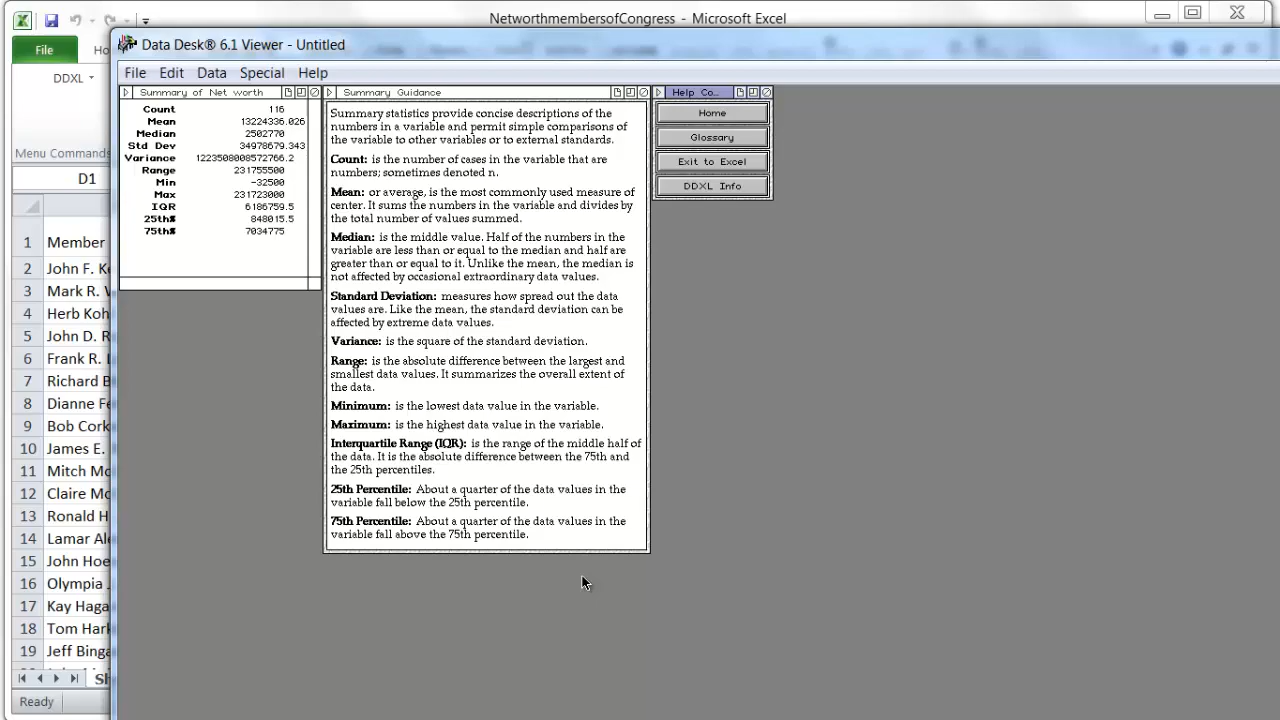 NetworthmembersofCongress - Microsoft Excel
Data Desk® 6.1 Viewer - Untitled
File
DDXL
Menu Commands
D1
File Edit Data Special Help
Summary of Net worth
Count 116
Mean 13224336.026
Median 2502770
Std Dev 34978679.343
Variance 1223508008572766.2
Range 231755500
Min -32500
Max 231723000
IQR 6186759.5
25th% 848015.5
75th% 7034775
Summary Guidance
Summary statistics provide concise descriptions of the
numbers in a variable and permit simple comparisons of
the variable to other variables or to external standards.
Count: is the number of cases in the variable that are
numbers; sometimes denoted n.
Mean: or average, is the most commonly used measure of
center. It sums the numbers in the variable and divides by
the total number of values summed.
Median: is the middle value. Half of the numbers in the
variable are less than or equal to the median and half are
greater than or equal to it. Unlike the mean, the median is
not affected by occasional extraordinary data values.
Standard Deviation: measures how spread out the data
values are. Like the mean, the standard deviation can be
affected by extreme data values.
Variance: is the square of the standard deviation.
Range: is the absolute difference between the largest and
smallest data values. It summarizes the overall extent of
the data.
Minimum: is the lowest data value in the variable.
Maximum: is the highest data value in the variable.
Interquartile Range (IQR): is the range of the middle half of
the data. It is the absolute difference between the 75th and
the 25th percentiles.
25th Percentile: About a quarter of the data values in the
variable fall below the 25th percentile.
75th Percentile: About a quarter of the data values in the
variable fall above the 75th percentile.
Help Co...
Home
Glossary
Exit to Excel
DDXL Info
1 Member
2 John F. Ke
3 Mark R. W
4 Herb Koh
5 John D. R
6 Frank R. L
7 Richard B
8 Dianne Fe
9 Bob Cork
10 James E.
11 Mitch Mc
12 Claire Mc
13 Ronald H
14 Lamar Ale
15 John Hoe
16 Olympia
17 Kay Haga
18 Tom Hark
19 Jeff Binga
Sh
Ready